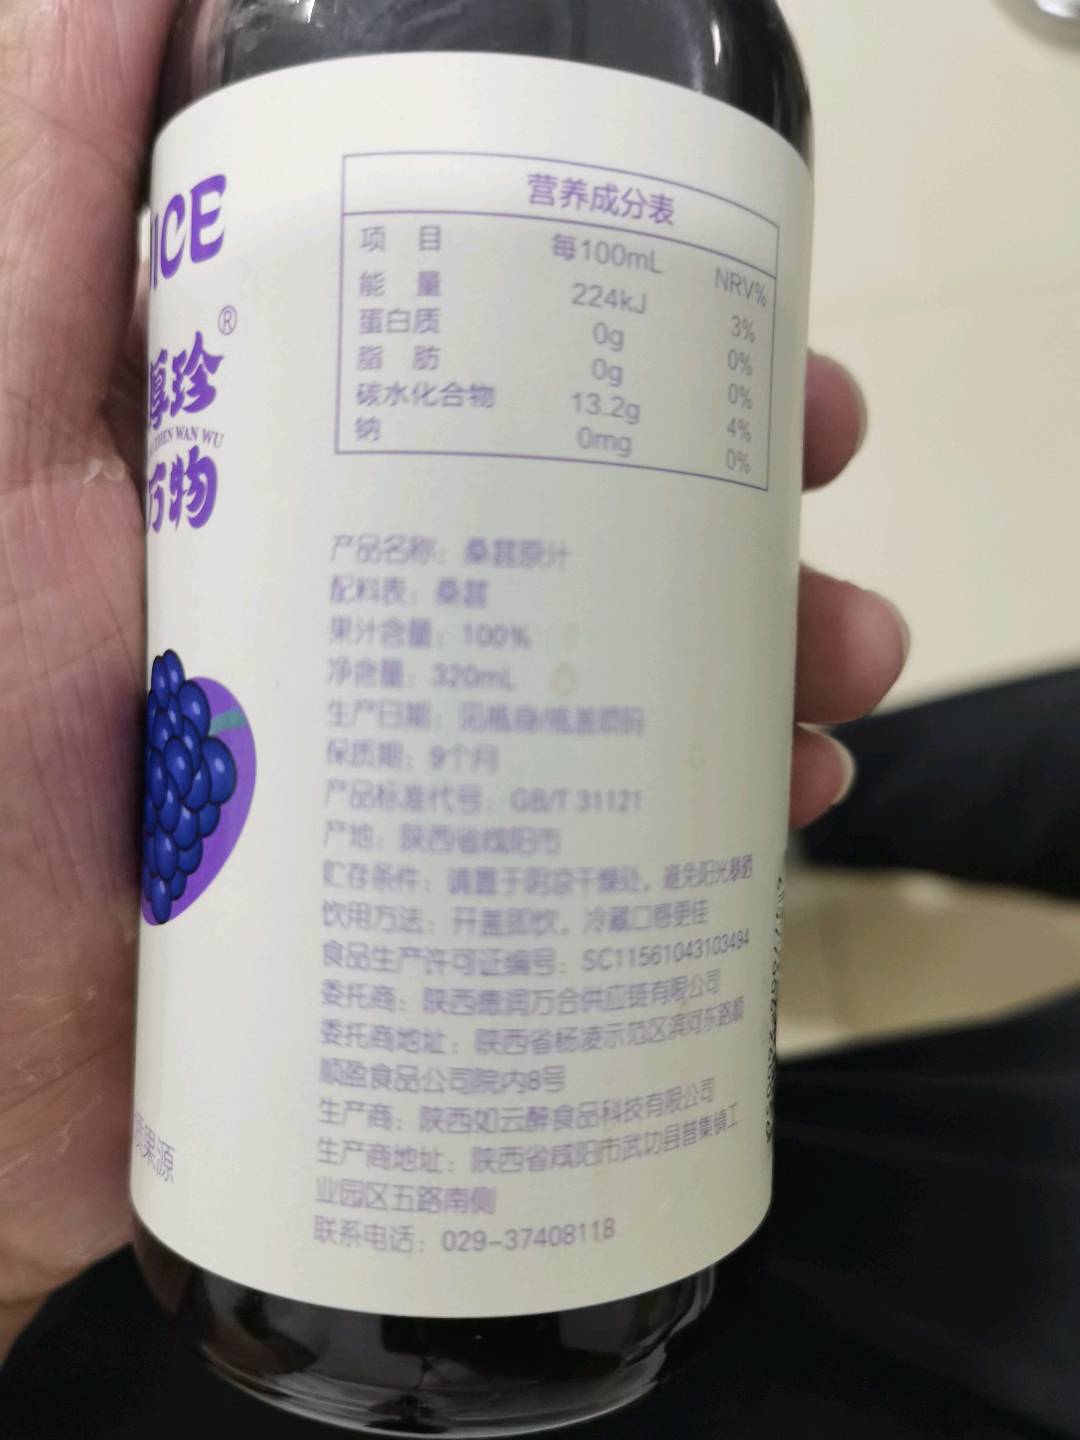 ICE
®
厚珍
ZHEN WAN WU
万物
果源
营养成分表
项 目 每100mL NRV%
能 量 224kJ 3%
蛋白质 0g 0%
脂 肪 0g 0%
碳水化合物 13.2g 4%
钠 0mg 0%
产品名称：桑葚原汁
配料表：桑葚
果汁含量：100%
净含量：320mL
生产日期：见瓶身/瓶盖喷码
保质期：9个月
产品标准代号：GB/T 31121
产地：陕西省咸阳市
贮存条件：请置于阴凉干燥处，避免阳光暴晒
饮用方法：开盖即饮，冷藏口感更佳
食品生产许可证编号：SC11561043103494
委托商：陕西德润万合供应链有限公司
委托商地址：陕西省杨凌示范区滨河东路顺
顺盈食品公司院内8号
生产商：陕西如云醉食品科技有限公司
生产商地址：陕西省咸阳市武功县普集镇工
业园区五路南侧
联系电话：029-37408118